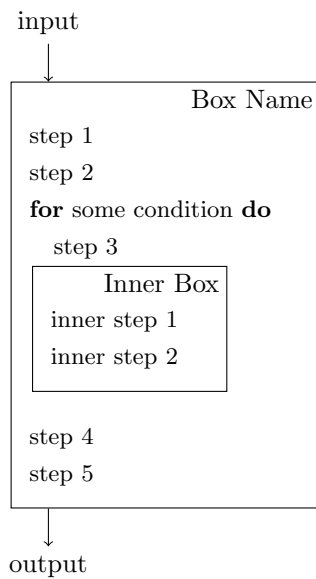 input
Box Name
step 1
step 2
for some condition do
step 3
Inner Box
inner step 1
inner step 2
step 4
step 5
output